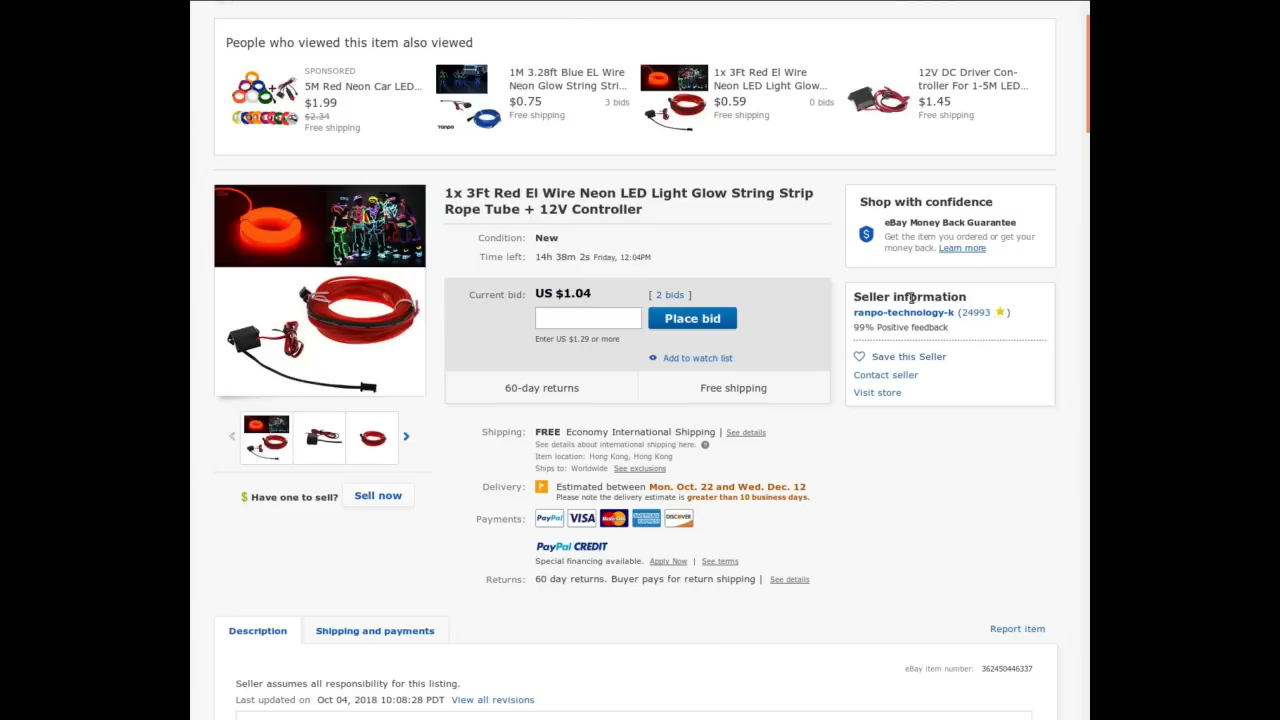 People who viewed this item also viewed
SPONSORED
5M Red Neon Car LED...
$1.99
$2.34
Free shipping
1M 3.28ft Blue EL Wire
Neon Glow String Stri...
$0.75 3 bids
Free shipping
1x 3Ft Red El Wire
Neon LED Light Glow...
$0.59 0 bids
Free shipping
12V DC Driver Con-
troller For 1-5M LED...
$1.45
Free shipping
1x 3Ft Red El Wire Neon LED Light Glow String Strip
Rope Tube + 12V Controller
Condition: New
Time left: 14h 38m 2s Friday, 12:04PM
Current bid: US $1.04 [ 2 bids ]
Place bid
Enter US $1.29 or more
Add to watch list
60-day returns Free shipping
Shipping: FREE Economy International Shipping | See details
See details about international shipping here. ?
Item location: Hong Kong, Hong Kong
Ships to: Worldwide See exclusions
Delivery: Estimated between Mon. Oct. 22 and Wed. Dec. 12
Please note the delivery estimate is greater than 10 business days.
Payments: PayPal VISA MasterCard AMERICAN EXPRESS DISCOVER
PayPal CREDIT
Special financing available. Apply Now | See terms
Returns: 60 day returns. Buyer pays for return shipping | See details
Shop with confidence
eBay Money Back Guarantee
Get the item you ordered or get your
money back. Learn more
Seller information
ranpo-technology-k (24993 )
99% Positive feedback
Save this Seller
Contact seller
Visit store
$ Have one to sell? Sell now
Description Shipping and payments Report item
eBay item number: 362450446337
Seller assumes all responsibility for this listing.
Last updated on Oct 04, 2018 10:08:28 PDT View all revisions